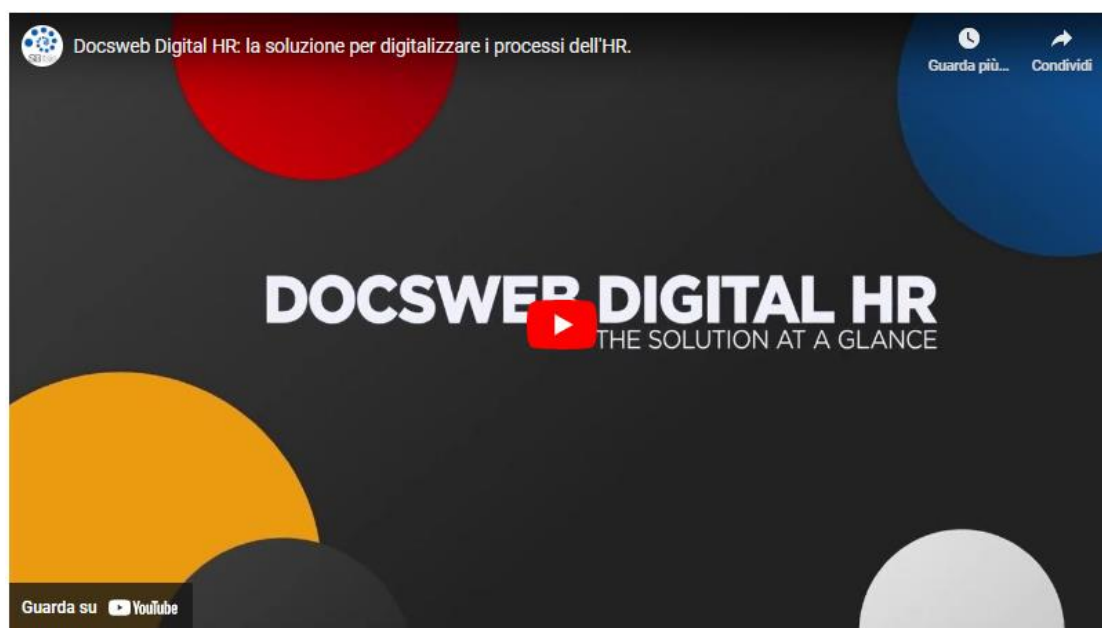 Docsweb Digital HR: la soluzione per digitalizzare i processi dell'HR.
Guarda più...
Condividi
DOCSWEB DIGITAL HR
THE SOLUTION AT A GLANCE
Guarda su YouTube